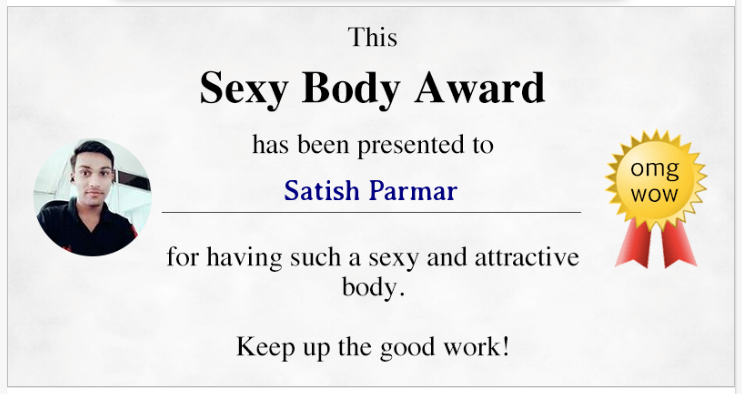 This
Sexy Body Award
has been presented to
Satish Parmar
omg
wow
for having such a sexy and attractive
body.
Keep up the good work!